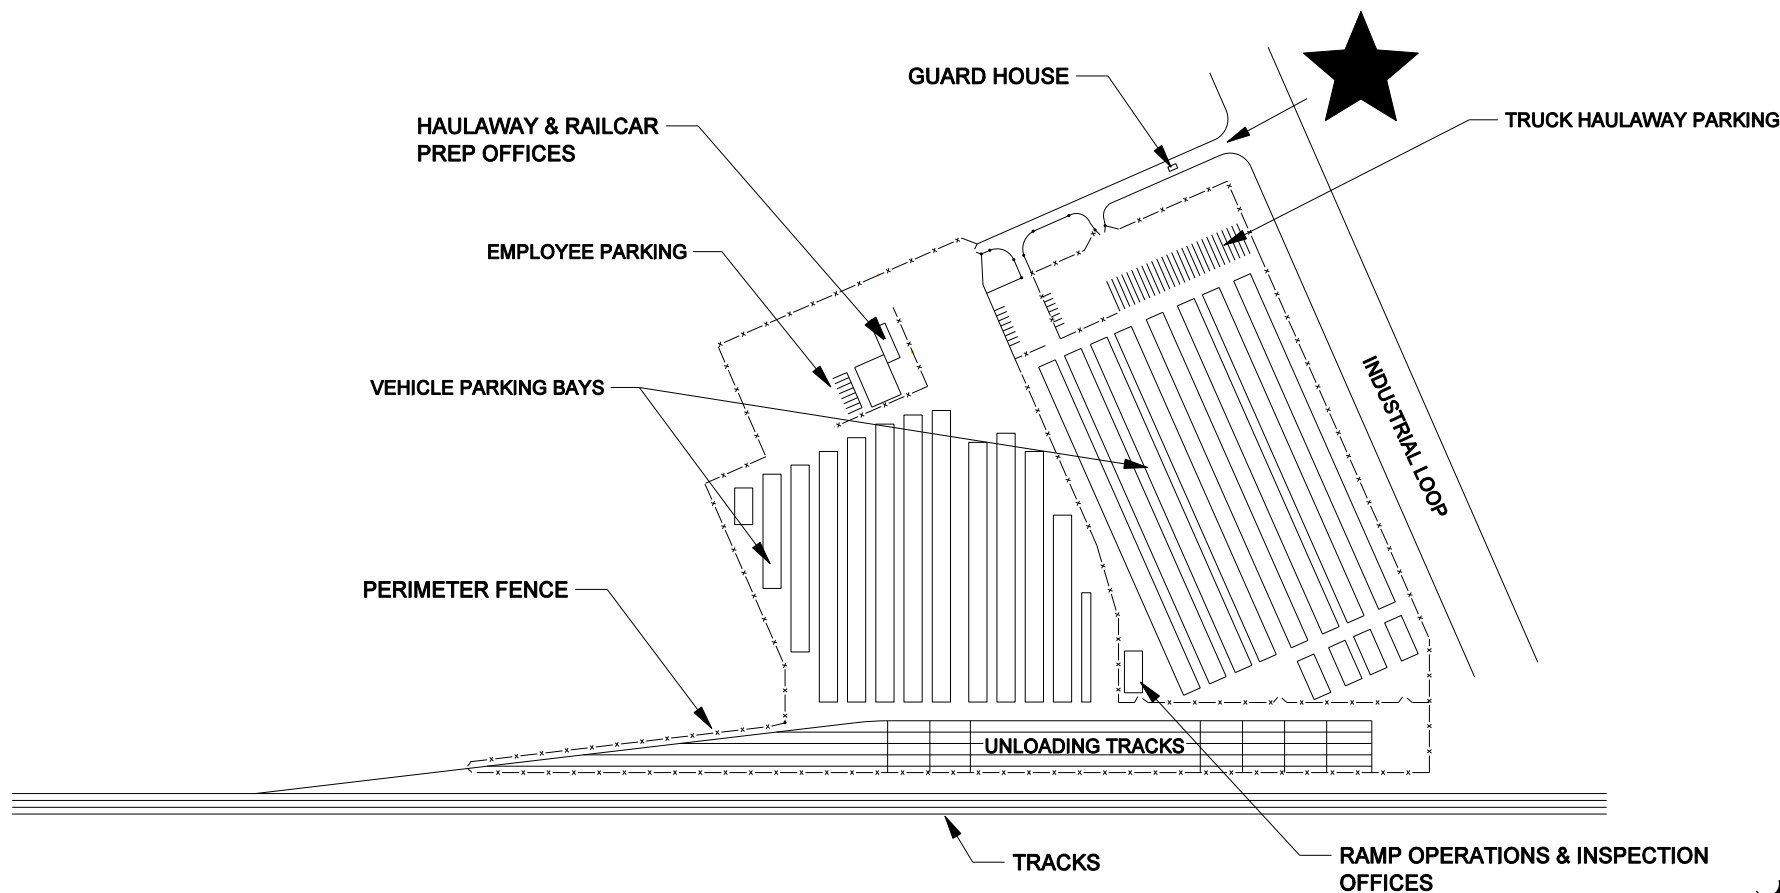 GUARD HOUSE
HAULAWAY & RAILCAR
PREP OFFICES
TRUCK HAULAWAY PARKING
EMPLOYEE PARKING
VEHICLE PARKING BAYS
INDUSTRIAL LOOP
PERIMETER FENCE
UNLOADING TRACKS
TRACKS
RAMP OPERATIONS & INSPECTION
OFFICES